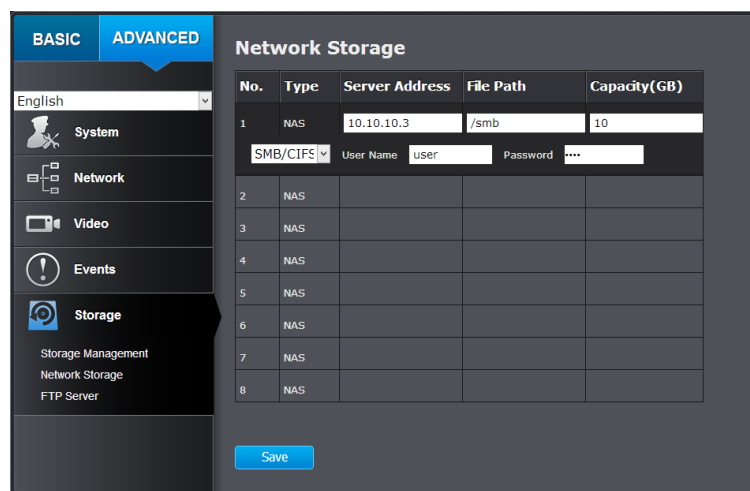 BASIC ADVANCED
English
System
Network
Video
Events
Storage
Storage Management
Network Storage
FTP Server
Network Storage
No. Type Server Address File Path Capacity(GB)
1 NAS 10.10.10.3 /smb 10
SMB/CIFS User Name user Password ••••
2 NAS
3 NAS
4 NAS
5 NAS
6 NAS
7 NAS
8 NAS
Save